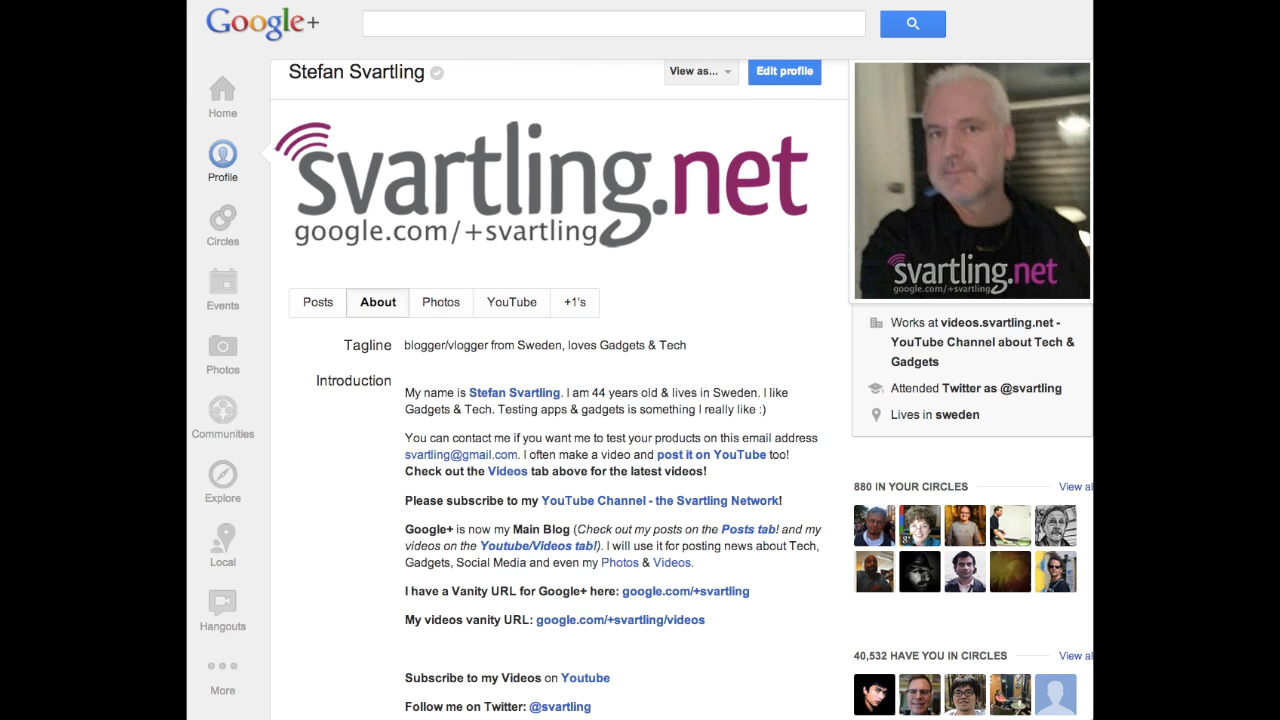 Google+
Stefan Svartling
View as...
Edit profile
Home
Profile
Circles
Events
Photos
Communities
Explore
Local
Hangouts
More
svartling.net
google.com/+svartling
Posts
About
Photos
YouTube
+1's
Tagline
blogger/vlogger from Sweden, loves Gadgets & Tech
Introduction
My name is Stefan Svartling. I am 44 years old & lives in Sweden. I like
Gadgets & Tech. Testing apps & gadgets is something I really like :)
You can contact me if you want me to test your products on this email address
svartling@gmail.com. I often make a video and post it on YouTube too!
Check out the Videos tab above for the latest videos!
Please subscribe to my YouTube Channel - the Svartling Network!
Google+ is now my Main Blog (Check out my posts on the Posts tab! and my
videos on the Youtube/Videos tab!). I will use it for posting news about Tech,
Gadgets, Social Media and even my Photos & Videos.
I have a Vanity URL for Google+ here: google.com/+svartling
My videos vanity URL: google.com/+svartling/videos
Subscribe to my Videos on Youtube
Follow me on Twitter: @svartling
svartling.net
google.com/+svartling
Works at videos.svartling.net -
YouTube Channel about Tech &
Gadgets
Attended Twitter as @svartling
Lives in sweden
880 IN YOUR CIRCLES
View al
40,532 HAVE YOU IN CIRCLES
View al